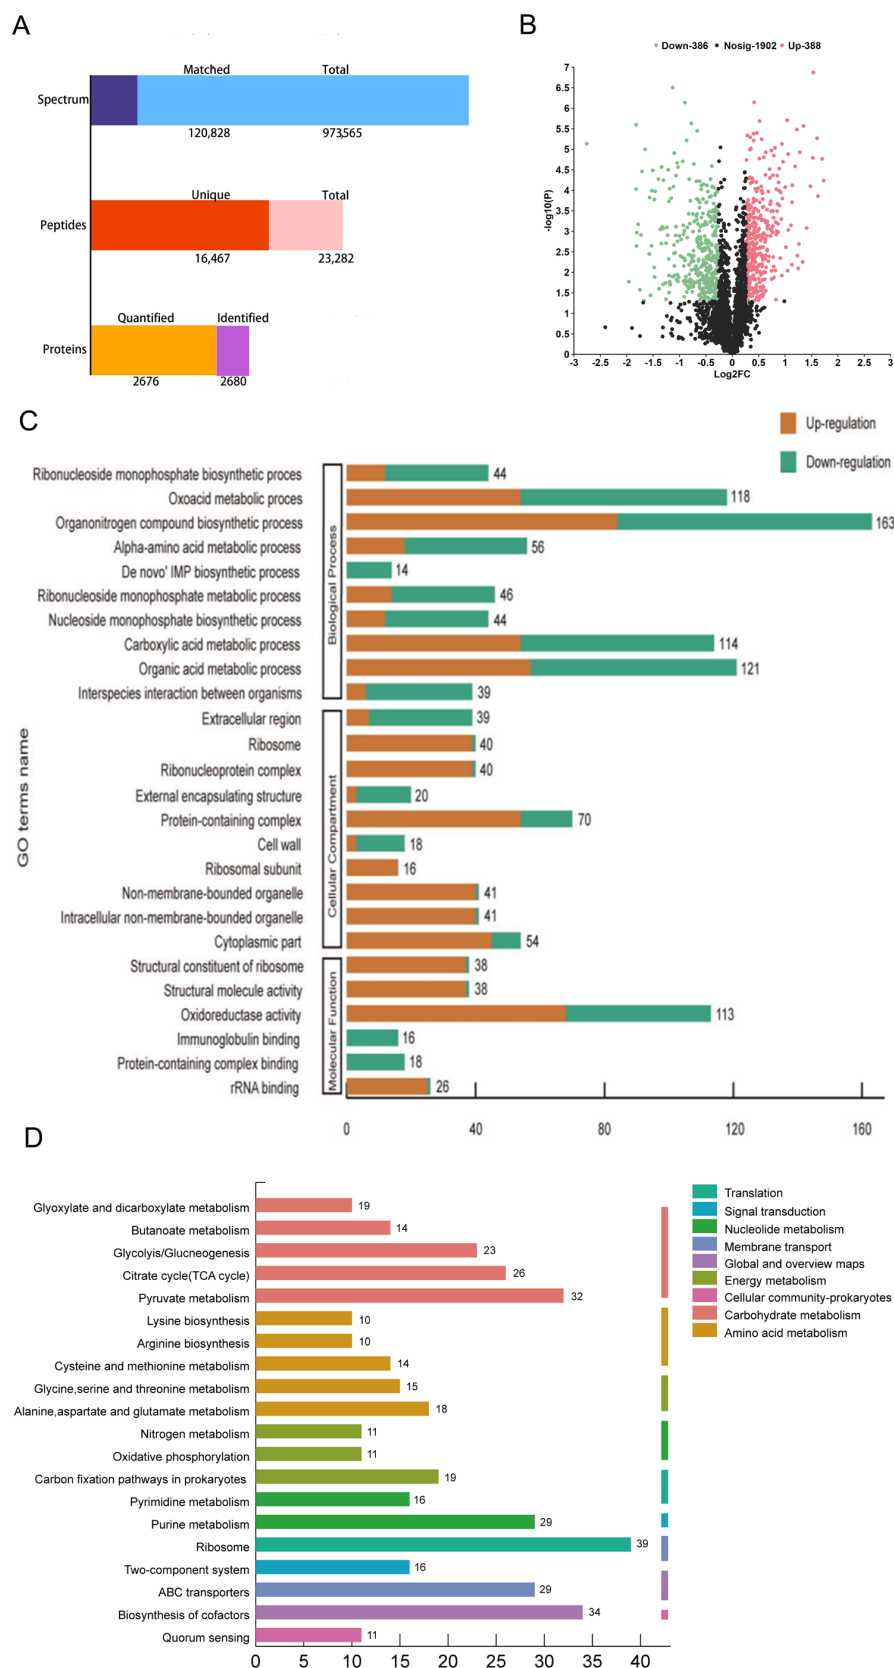 A
Matched Total
Spectrum
120,828 973,565
Unique Total
Peptides
16,467 23,282
Quantified Identified
Proteins
2676 2680
B
Down-386 Nosig-1902 Up-388
7
6.5
6
5.5
5
4.5
4
3.5
3
2.5
2
1.5
1
0.5
0
-log10(P)
-3 -2.5 -2 -1.5 -1 -0.5 0 0.5 1 1.5 2 2.5 3
Log2FC
C
Up-regulation
Down-regulation
GO terms name
Biological Process
Ribonucleoside monophosphate biosynthetic proces 44
Oxoacid metabolic proces 118
Organonitrogen compound biosynthetic process 163
Alpha-amino acid metabolic process 56
De novo' IMP biosynthetic process 14
Ribonucleoside monophosphate metabolic process 46
Nucleoside monophosphate biosynthetic process 44
Carboxylic acid metabolic process 114
Organic acid metabolic process 121
Interspecies interaction between organisms 39
Cellular Compartment
Extracellular region 39
Ribosome 40
Ribonucleoprotein complex 40
External encapsulating structure 20
Protein-containing complex 70
Cell wall 18
Ribosomal subunit 16
Non-membrane-bounded organelle 41
Intracellular non-membrane-bounded organelle 41
Cytoplasmic part 54
Molecular Function
Structural constituent of ribosome 38
Structural molecule activity 38
Oxidoreductase activity 113
Immunoglobulin binding 16
Protein-containing complex binding 18
rRNA binding 26
0 40 80 120 160
D
Glyoxylate and dicarboxylate metabolism 19
Butanoate metabolism 14
Glycolyis/Glucneogenesis 23
Citrate cycle(TCA cycle) 26
Pyruvate metabolism 32
Lysine biosynthesis 10
Arginine biosynthesis 10
Cysteine and methionine metabolism 14
Glycine,serine and threonine metabolism 15
Alanine,aspartate and glutamate metabolism 18
Nitrogen metabolism 11
Oxidative phosphorylation 11
Carbon fixation pathways in prokaryotes 19
Pyrimidine metabolism 16
Purine metabolism 29
Ribosome 39
Two-component system 16
ABC transporters 29
Biosynthesis of cofactors 34
Quorum sensing 11
0 5 10 15 20 25 30 35 40
Translation
Signal transduction
Nucleolide metabolism
Membrane transport
Global and overview maps
Energy metabolism
Cellular community-prokaryotes
Carbohydrate metabolism
Amino acid metabolism